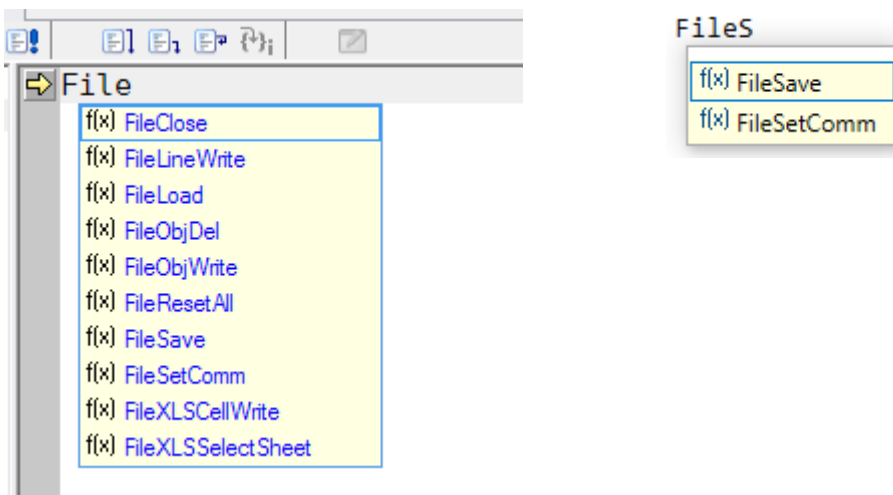 File
f(x) FileClose
f(x) FileLineWrite
f(x) FileLoad
f(x) FileObjDel
f(x) FileObjWrite
f(x) FileResetAll
f(x) FileSave
f(x) FileSetComm
f(x) FileXLSCellWrite
f(x) FileXLSSelectSheet
FileS
f(x) FileSave
f(x) FileSetComm